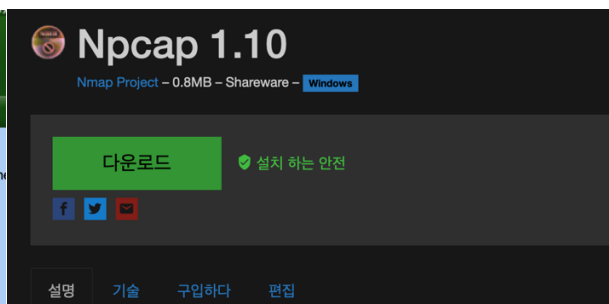 Npcap 1.10
Nmap Project – 0.8MB – Shareware – Windows
다운로드
설치 하는 안전
설명 기술 구입하다 편집